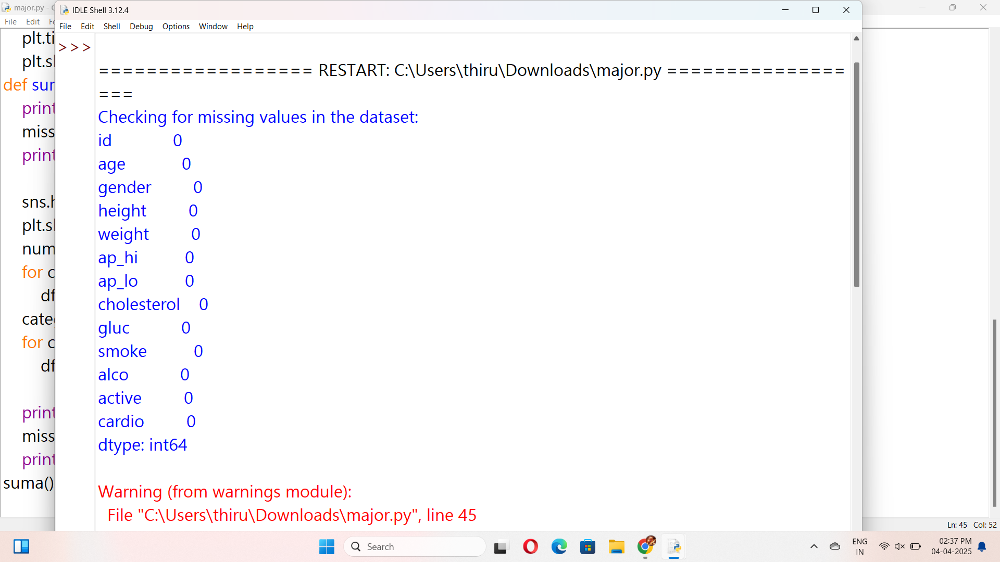 major.py - C
File Edit Fo
plt.ti
plt.sl
def sur
print
miss
print
sns.h
plt.sl
num
for c
df
cate
for c
df
print
miss
print
suma()
Ln: 45 Col: 52
IDLE Shell 3.12.4
File Edit Shell Debug Options Window Help
>>>
================== RESTART: C:\Users\thiru\Downloads\major.py ===============
===
Checking for missing values in the dataset:
id 0
age 0
gender 0
height 0
weight 0
ap_hi 0
ap_lo 0
cholesterol 0
gluc 0
smoke 0
alco 0
active 0
cardio 0
dtype: int64
Warning (from warnings module):
File "C:\Users\thiru\Downloads\major.py", line 45
Search
ENG
IN
02:37 PM
04-04-2025